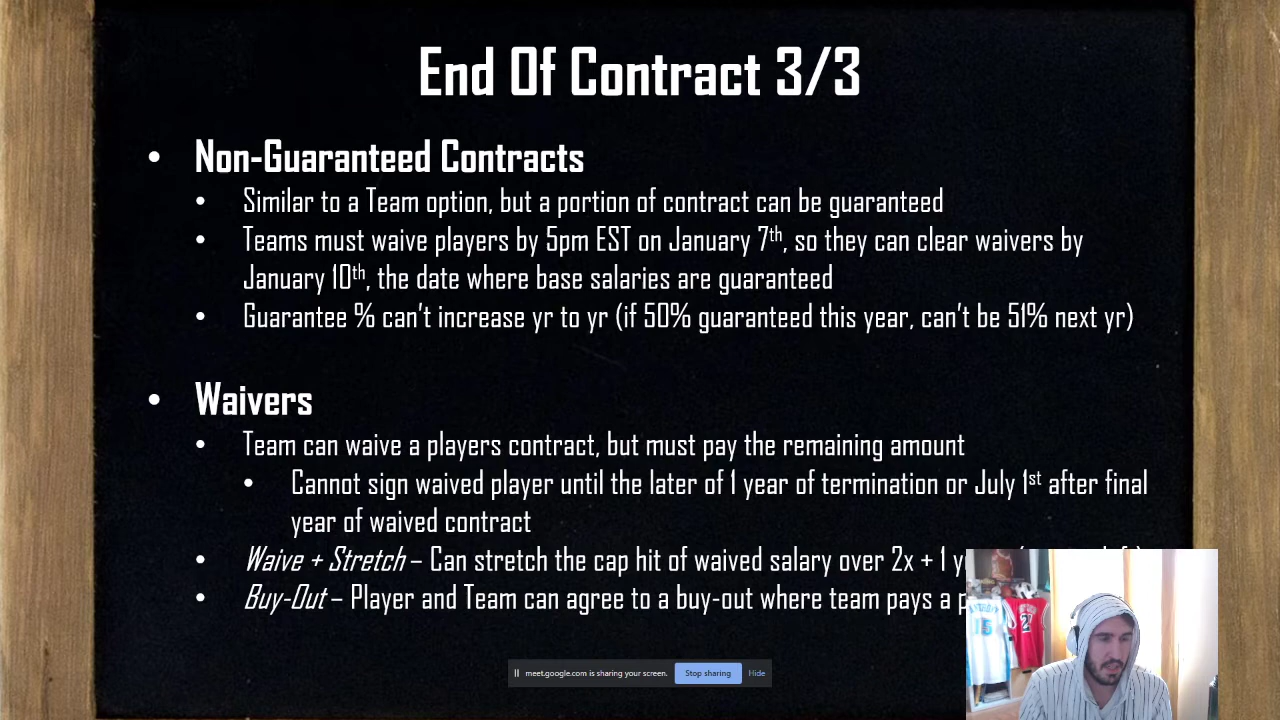 End Of Contract 3/3
• Non-Guaranteed Contracts
• Similar to a Team option, but a portion of contract can be guaranteed
• Teams must waive players by 5pm EST on January 7th, so they can clear waivers by
January 10th, the date where base salaries are guaranteed
• Guarantee % can't increase yr to yr (if 50% guaranteed this year, can't be 51% next yr)
• Waivers
• Team can waive a players contract, but must pay the remaining amount
• Cannot sign waived player until the later of 1 year of termination or July 1st after final
year of waived contract
• Waive + Stretch – Can stretch the cap hit of waived salary over 2x + 1
• Buy-Out – Player and Team can agree to a buy-out where team pays a
meet.google.com is sharing your screen. Stop sharing Hide
15